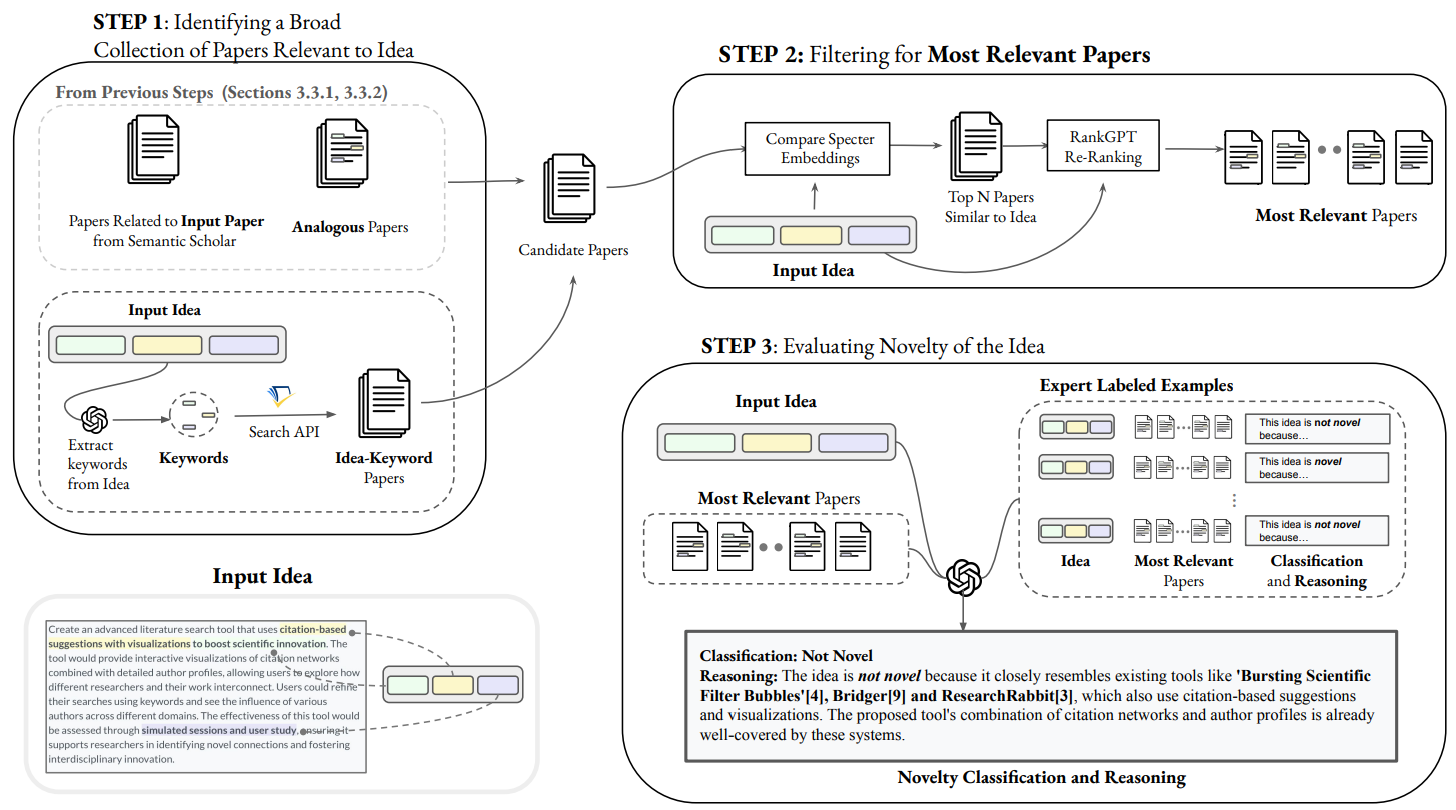 STEP 1: Identifying a Broad
Collection of Papers Relevant to Idea
From Previous Steps (Sections 3.3.1, 3.3.2)
Papers Related to Input Paper
from Semantic Scholar
Analogous Papers
Input Idea
Extract
keywords
from Idea
Keywords
Search API
Idea-Keyword
Papers
Candidate Papers
STEP 2: Filtering for Most Relevant Papers
Compare Specter
Embeddings
Input Idea
Top N Papers
Similar to Idea
RankGPT
Re-Ranking
Most Relevant Papers
Input Idea
Create an advanced literature search tool that uses citation-based
suggestions with visualizations to boost scientific innovation. The
tool would provide interactive visualizations of citation networks
combined with detailed author profiles, allowing users to explore how
different researchers and their work interconnect. Users could refine
their searches using keywords and see the influence of various
authors across different domains. The effectiveness of this tool would
be assessed through simulated sessions and user study, ensuring it
supports researchers in identifying novel connections and fostering
interdisciplinary innovation.
STEP 3: Evaluating Novelty of the Idea
Input Idea
Most Relevant Papers
Expert Labeled Examples
This idea is not novel
because...
This idea is novel
because...
This idea is not novel
because...
Idea
Most Relevant
Papers
Classification
and Reasoning
Classification: Not Novel
Reasoning: The idea is not novel because it closely resembles existing tools like 'Bursting Scientific
Filter Bubbles'[4], Bridger[9] and ResearchRabbit[3], which also use citation-based suggestions
and visualizations. The proposed tool's combination of citation networks and author profiles is already
well-covered by these systems.
Novelty Classification and Reasoning